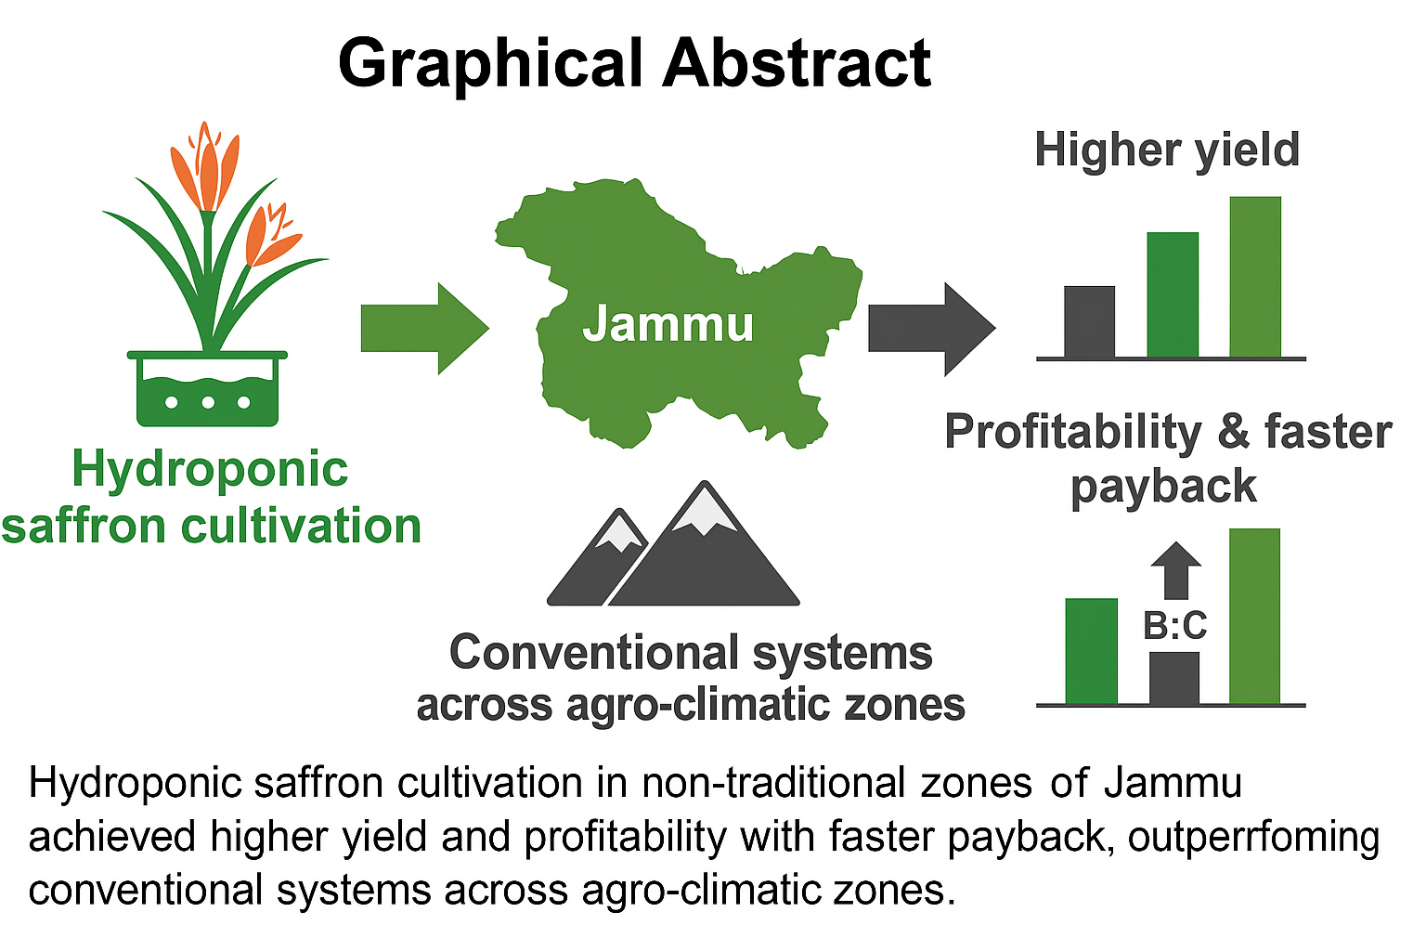 Graphical Abstract
Hydroponic
saffron cultivation
Jammu
Conventional systems
across agro-climatic zones
Higher yield
Profitability & faster
payback
B:C
Hydroponic saffron cultivation in non-traditional zones of Jammu
achieved higher yield and profitability with faster payback, outperrfoming
conventional systems across agro-climatic zones.